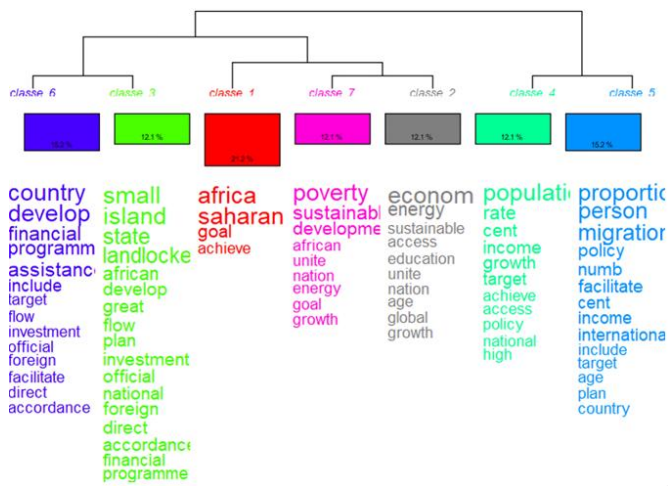 classe 6
classe 3
classe 1
classe 7
classe 2
classe 4
classe 5
15.2 %
12.1 %
21.2 %
12.1 %
12.1 %
12.1 %
15.2 %
country
develop
financial
programm
assistanc
include
target
flow
investment
official
foreign
facilitate
direct
accordance
small
island
state
landlocke
african
develop
great
flow
plan
investment
official
national
foreign
direct
accordance
financial
programme
africa
saharan
goal
achieve
poverty
sustainabl
developme
african
unite
nation
energy
goal
growth
econom
energy
sustainable
access
education
unite
nation
age
global
growth
populati
rate
cent
income
growth
target
achieve
access
policy
national
high
proportic
person
migration
policy
numb
facilitate
cent
income
internationa
include
target
age
plan
country